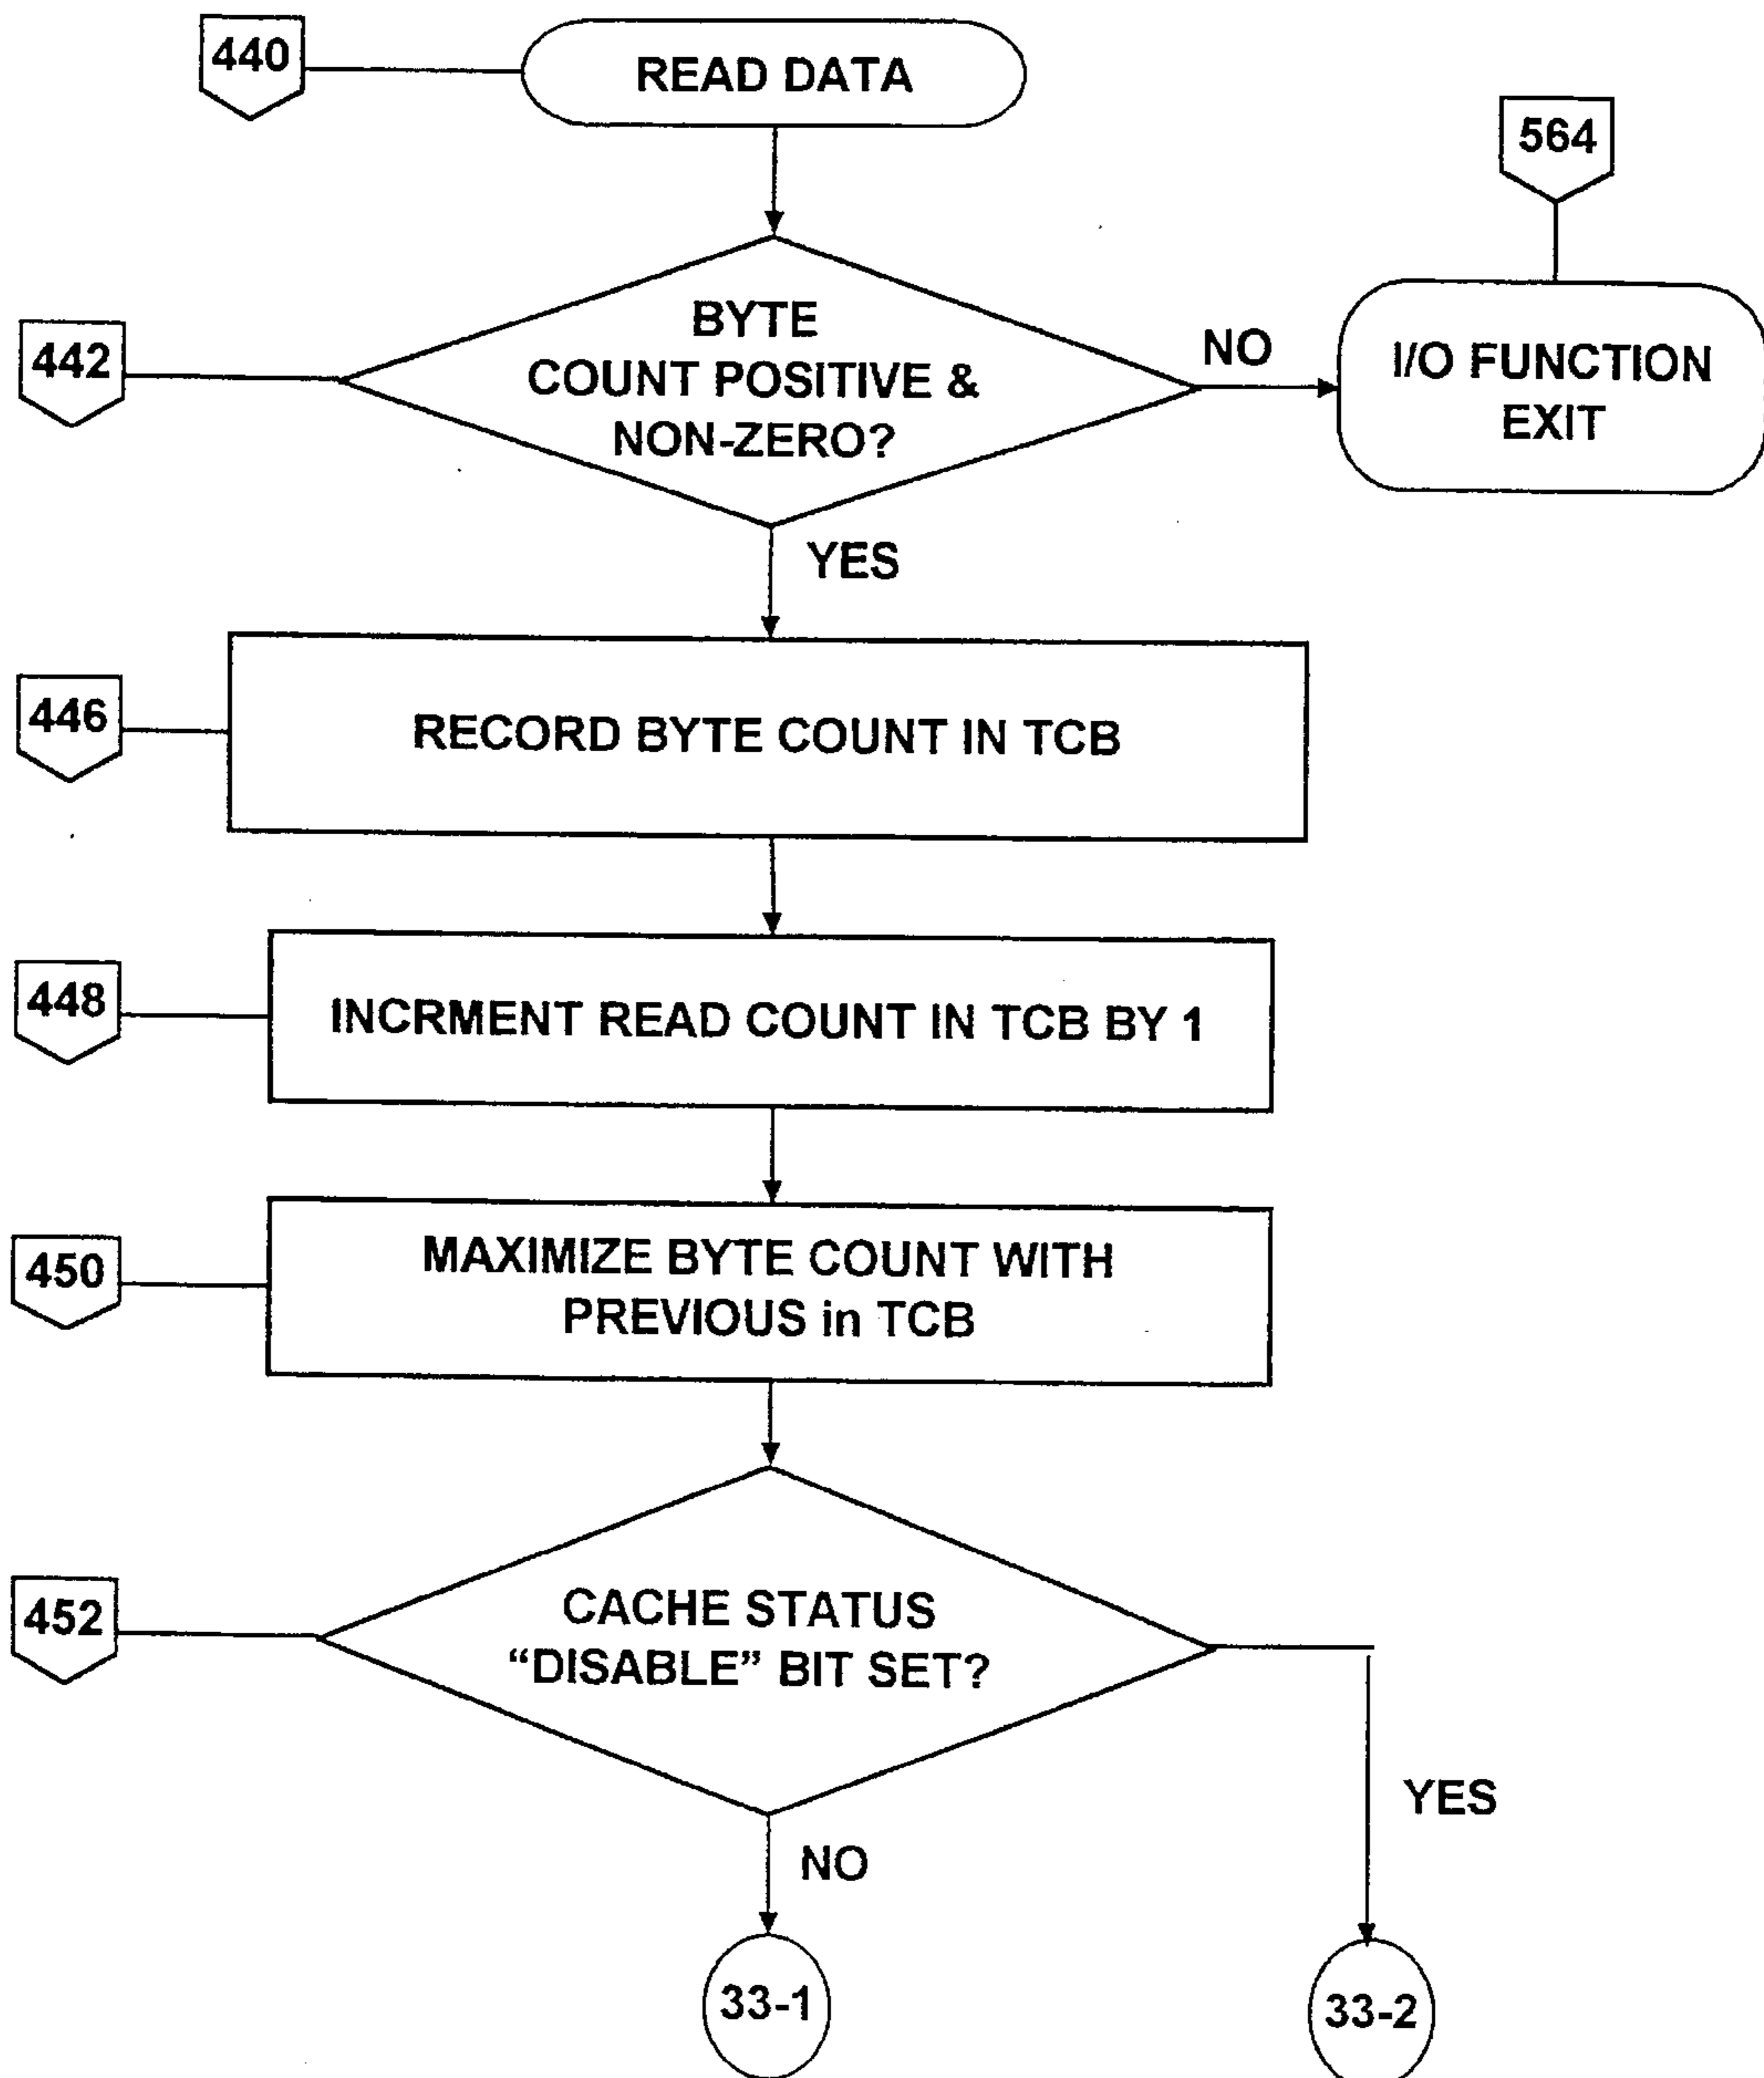 440
READ DATA
564
442
BYTE
COUNT POSITIVE &
NON-ZERO?
NO
I/O FUNCTION
EXIT
YES
446
RECORD BYTE COUNT IN TCB
448
INCRMENT READ COUNT IN TCB BY 1
450
MAXIMIZE BYTE COUNT WITH
PREVIOUS in TCB
452
CACHE STATUS
“DISABLE” BIT SET?
YES
NO
33-1
33-2